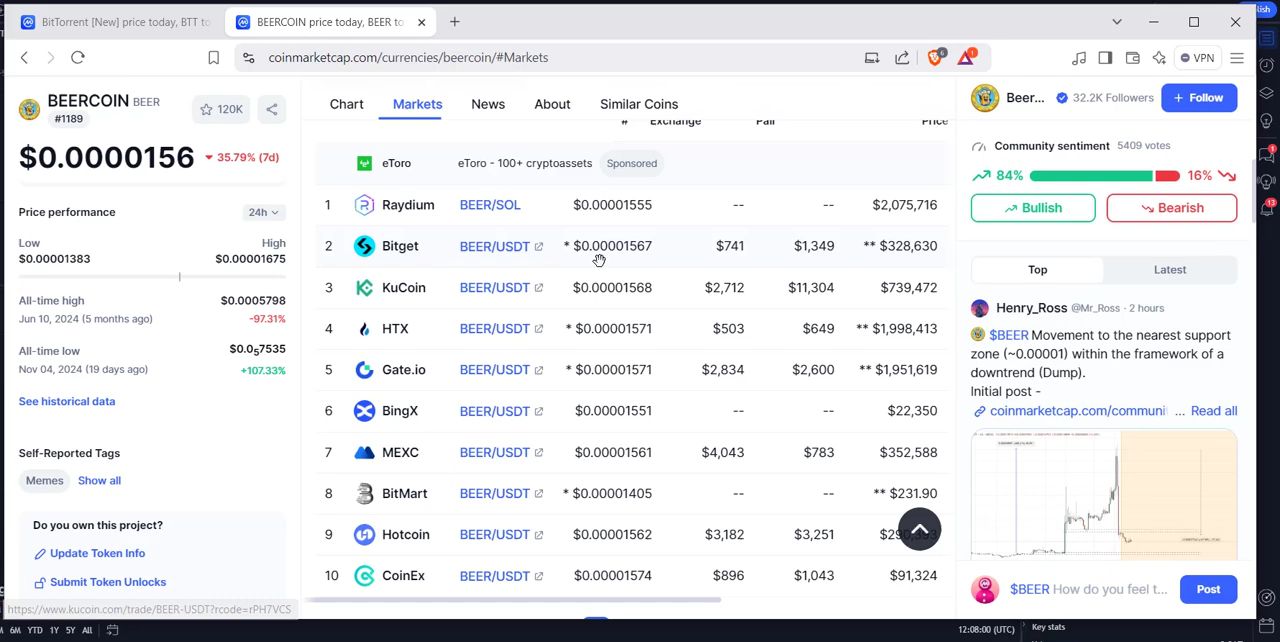 BitTorrent [New] price today, BTT to
BEERCOIN price today, BEER to
coinmarketcap.com/currencies/beercoin/#Markets
6
1
VPN
BEERCOIN BEER
#1189
120K
$0.0000156
35.79% (7d)
Price performance
24h
Low
High
$0.00001383
$0.00001675
All-time high
$0.0005798
Jun 10, 2024 (5 months ago)
-97.31%
All-time low
$0.0₅7535
Nov 04, 2024 (19 days ago)
+107.33%
See historical data
Self-Reported Tags
Memes
Show all
Do you own this project?
Update Token Info
Submit Token Unlocks
https://www.kucoin.com/trade/BEER-USDT?rcode=rPH7VCS
Chart Markets News About Similar Coins
# Exchange Pair Price
eToro eToro - 100+ cryptoassets Sponsored
1 Raydium BEER/SOL $0.00001555 -- -- $2,075,716
2 Bitget BEER/USDT * $0.00001567 $741 $1,349 ** $328,630
3 KuCoin BEER/USDT $0.00001568 $2,712 $11,304 $739,472
4 HTX BEER/USDT * $0.00001571 $503 $649 ** $1,998,413
5 Gate.io BEER/USDT * $0.00001571 $2,834 $2,600 ** $1,951,619
6 BingX BEER/USDT $0.00001551 -- -- $22,350
7 MEXC BEER/USDT $0.00001561 $4,043 $783 $352,588
8 BitMart BEER/USDT * $0.00001405 -- -- ** $231.90
9 Hotcoin BEER/USDT $0.00001562 $3,182 $3,251
10 CoinEx BEER/USDT $0.00001574 $896 $1,043 $91,324
Beer... 32.2K Followers + Follow
Community sentiment 5409 votes
84% 16%
Bullish Bearish
Top Latest
Henry_Ross @Mr_Ross · 2 hours
$BEER Movement to the nearest support
zone (~0.00001) within the framework of a
downtrend (Dump).
Initial post -
coinmarketcap.com/communi ... Read all
$BEER How do you feel t... Post
1
13
6M YTD 1Y 5Y All
12:08:00 (UTC)
Key stats